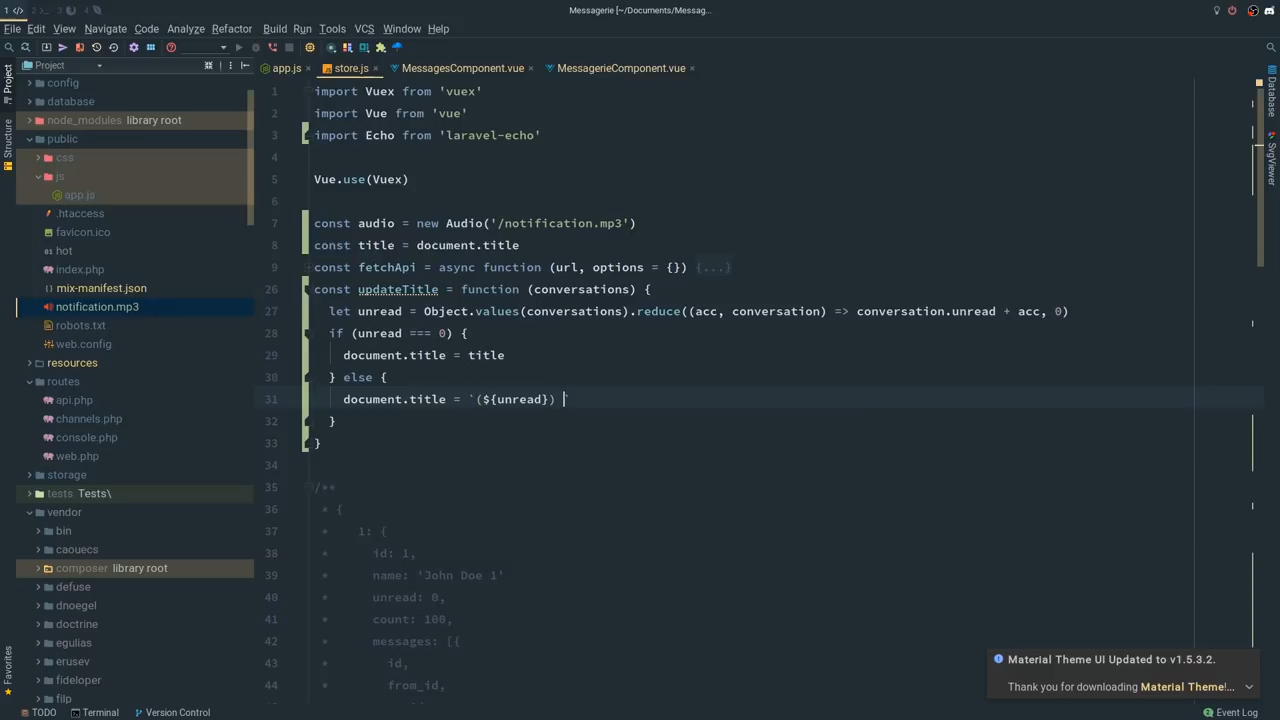 1 </> 2 3 4
Messagerie [~/Documents/Messag...
File Edit View Navigate Code Analyze Refactor Build Run Tools VCS Window Help
Project
app.js
store.js
MessagesComponent.vue
MessagerieComponent.vue
Project
Structure
Favorites
Database
SvgViewer
config
database
node_modules library root
public
css
js
app.js
.htaccess
favicon.ico
hot
index.php
mix-manifest.json
notification.mp3
robots.txt
web.config
resources
routes
api.php
channels.php
console.php
web.php
storage
tests Tests\
vendor
bin
caouecs
composer library root
defuse
dnoegel
doctrine
egulias
erusev
fideloper
filp
1 import Vuex from 'vuex'
2 import Vue from 'vue'
3 import Echo from 'laravel-echo'
4
5 Vue.use(Vuex)
6
7 const audio = new Audio('/notification.mp3')
8 const title = document.title
9 const fetchApi = async function (url, options = {}) {...}
26 const updateTitle = function (conversations) {
27 let unread = Object.values(conversations).reduce((acc, conversation) => conversation.unread + acc, 0)
28 if (unread === 0) {
29 document.title = title
30 } else {
31 document.title = `(${unread}) `
32 }
33 }
34
35 /**
36 * {
37 * 1: {
38 * id: 1,
39 * name: 'John Doe 1'
40 * unread: 0,
41 * count: 100,
42 * messages: [{
43 * id,
44 * from_id,
Material Theme UI Updated to v1.5.3.2.
Thank you for downloading Material Theme!...
TODO Terminal Version Control Event Log